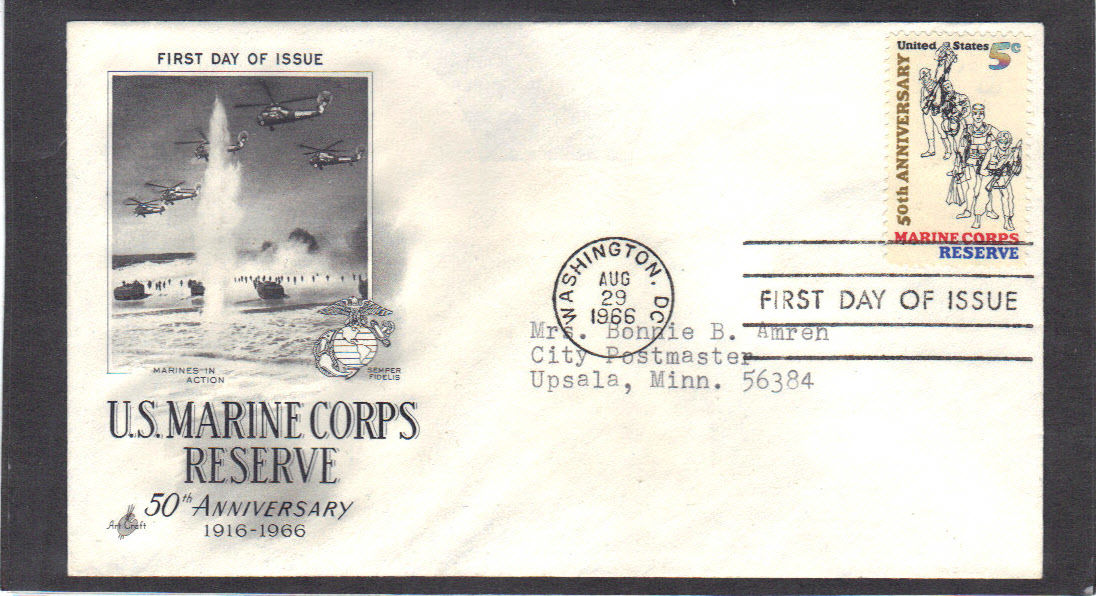 FIRST DAY OF ISSUE
MARINES IN
ACTION
SEMPER
FIDELIS
U.S. MARINE CORPS
RESERVE
50th ANNIVERSARY
1916-1966
Art Craft
United States 5c
50th ANNIVERSARY
MARINE CORPS
RESERVE
WASHINGTON, DC
AUG
29
1966
FIRST DAY OF ISSUE
Mrs. Bonnie B. Amren
City Postmaster
Upsala, Minn. 56384